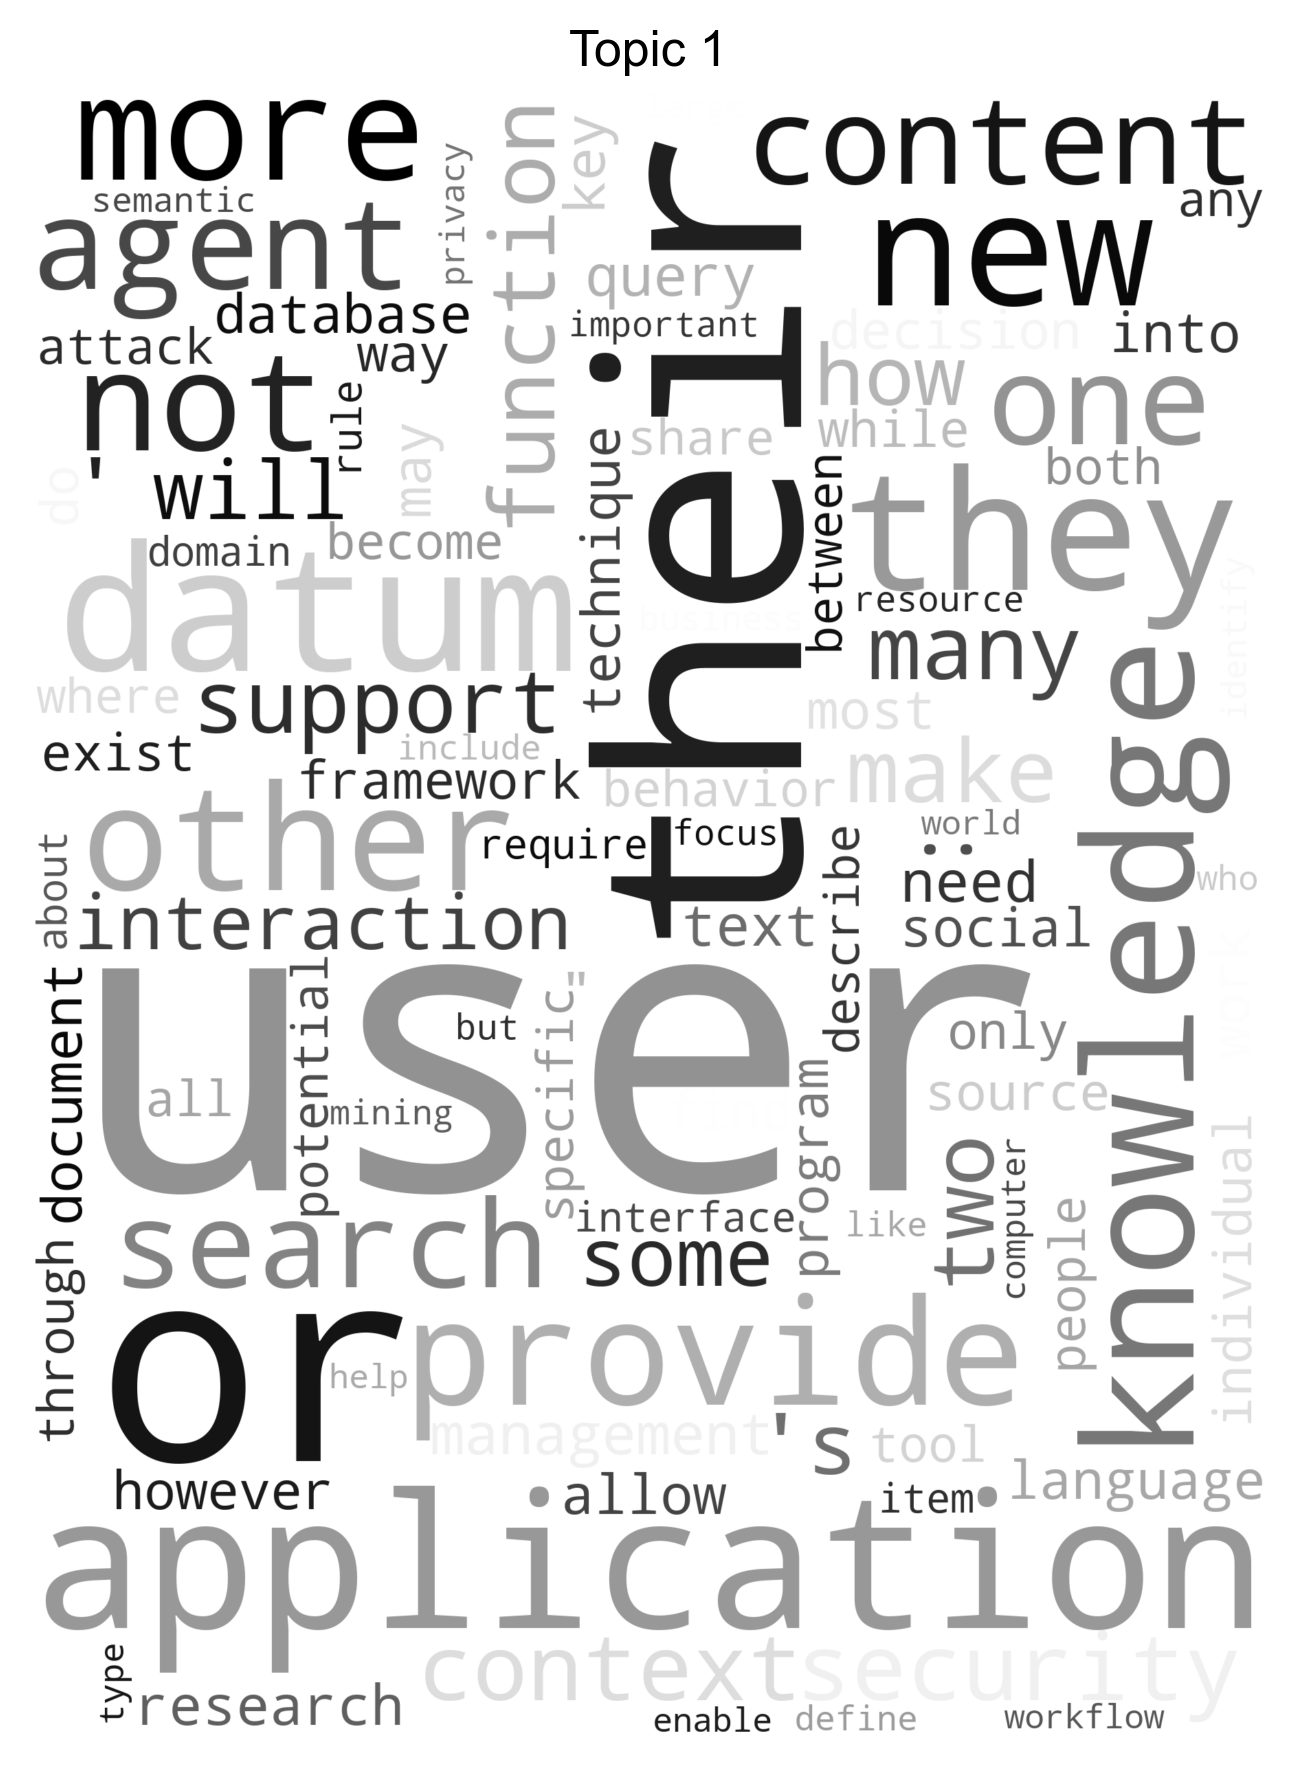 Topic 1
more
content
their
function
key
semantic
privacy
any
agent
new
query
database
important
decision
into
attack
way
not
how
one
rule
while
share
technique
may
both
between
they
'
will
do
become
domain
datum
business
resource
many
identify
knowledge
where
support
most
exist
include
framework
behavior
make
other
require
focus
world
:
need
who
about
interaction
text
describe
social
work
document
user
potential
but
specific
"
only
all
mining
source
program
two
computer
individual
search
interface
some
like
people
through
or
provide
help
management
's
tool
however
allow
item
language
application
context
security
type
research
enable
define
workflow